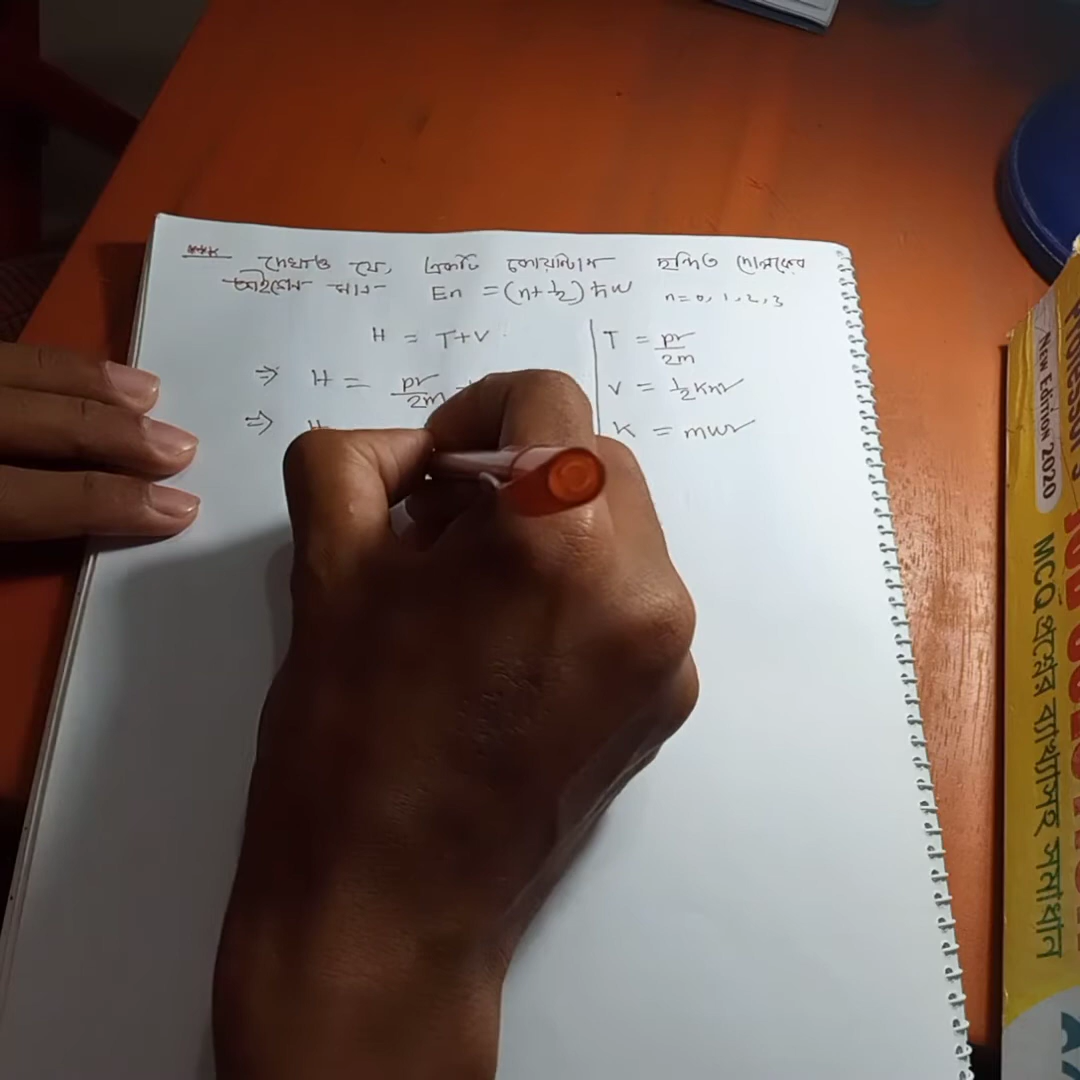 দেখাও যে, একটি কোয়ান্টাম ছন্দিত দোলকের
আইগেন মান- En = (n+½)ħω n=0,1,2,3
H = T+V
T = p²/2m
⇒ H = p²/2m +
V = ½kx²
⇒ H
K = mω²
New Edition 2020
MCQ প্রশ্নের ব্যাখ্যাসহ সমাধান